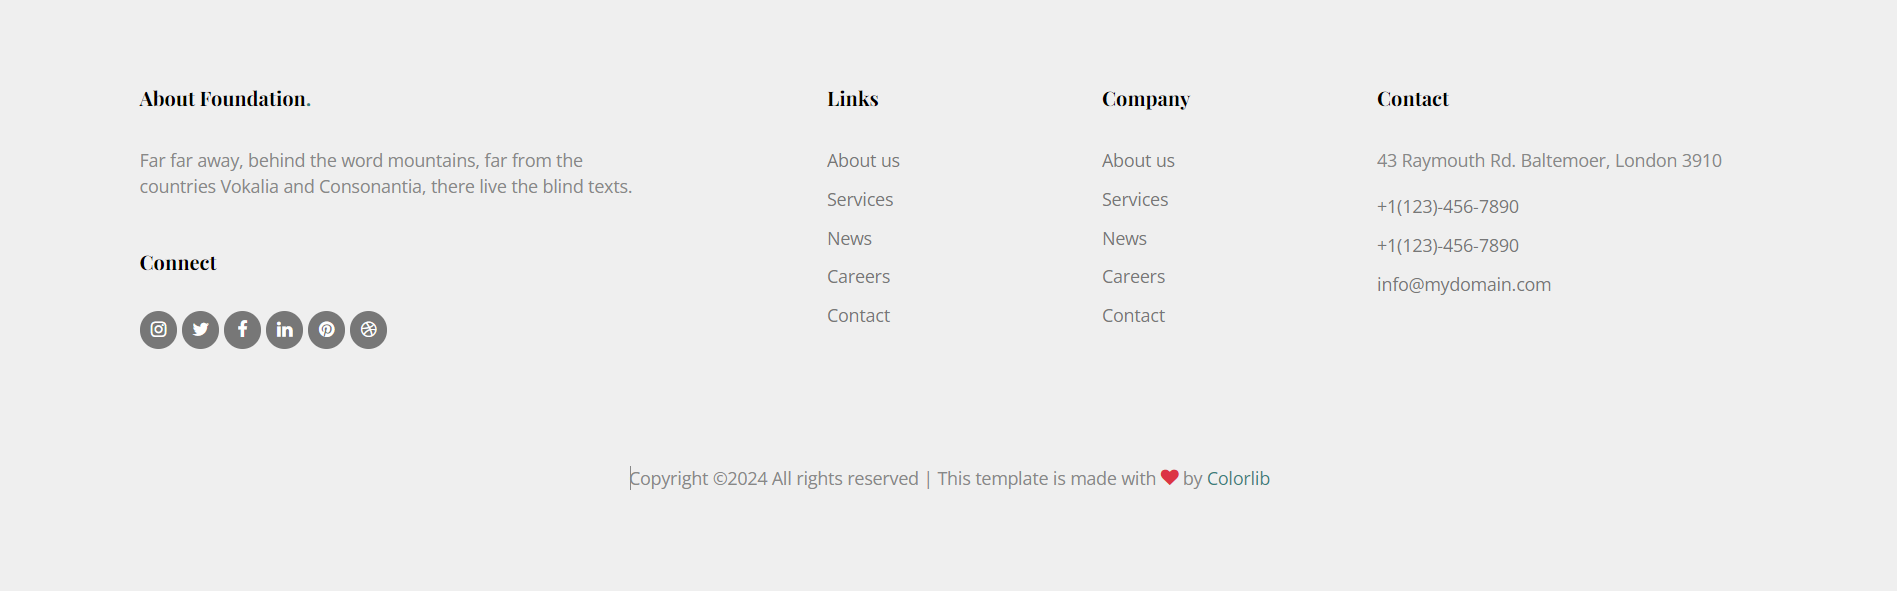 About Foundation.
Far far away, behind the word mountains, far from the
countries Vokalia and Consonantia, there live the blind texts.
Connect
Links
About us
Services
News
Careers
Contact
Company
About us
Services
News
Careers
Contact
Contact
43 Raymouth Rd. Baltemoer, London 3910
+1(123)-456-7890
+1(123)-456-7890
info@mydomain.com
Copyright ©2024 All rights reserved | This template is made with ❤ by Colorlib